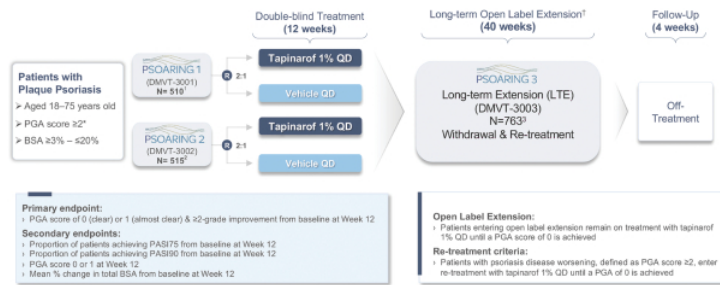 Double-blind Treatment
(12 weeks)
Long-term Open Label Extension†
(40 weeks)
Follow-Up
(4 weeks)
Patients with
Plaque Psoriasis
➢ Aged 18–75 years old
➢ PGA score ≥2*
➢ BSA ≥3% – ≤20%
PSOARING 1
(DMVT-3001)
N= 510¹
R 2:1
Tapinarof 1% QD
Vehicle QD
PSOARING 2
(DMVT-3002)
N= 515²
R 2:1
Tapinarof 1% QD
Vehicle QD
PSOARING 3
Long-term Extension (LTE)
(DMVT-3003)
N=763³
Withdrawal & Re-treatment
Off-
Treatment
Primary endpoint:
› PGA score of 0 (clear) or 1 (almost clear) & ≥2-grade improvement from baseline at Week 12
Secondary endpoints:
› Proportion of patients achieving PASI75 from baseline at Week 12
› Proportion of patients achieving PASI90 from baseline at Week 12
› PGA score 0 or 1 at Week 12
› Mean % change in total BSA from baseline at Week 12
Open Label Extension:
› Patients entering open label extension remain on treatment with tapinarof
1% QD until a PGA score of 0 is achieved
Re-treatment criteria:
› Patients with psoriasis disease worsening, defined as PGA score ≥2, enter
re-treatment with tapinarof 1% QD until a PGA of 0 is achieved